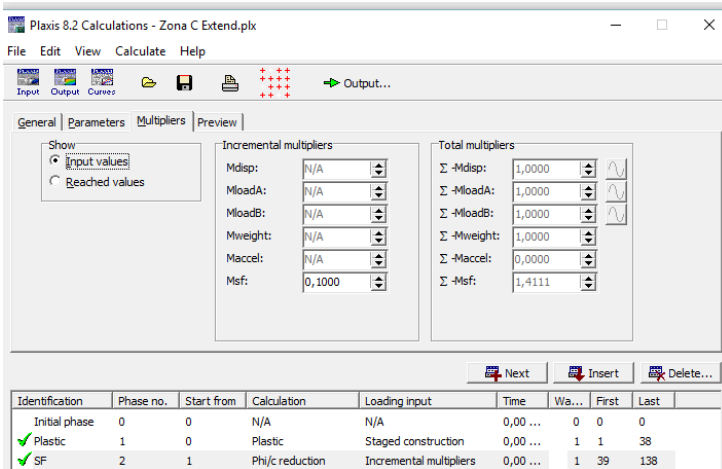 Plaxis 8.2 Calculations - Zona C Extend.plx
File Edit View Calculate Help
Input Output Curves Output...
General Parameters Multipliers Preview
Show
Input values
Reached values
Incremental multipliers
Mdisp: N/A
MloadA: N/A
MloadB: N/A
Mweight: N/A
Maccel: N/A
Msf: 0,1000
Total multipliers
Σ -Mdisp: 1,0000
Σ -MloadA: 1,0000
Σ -MloadB: 1,0000
Σ -Mweight: 1,0000
Σ -Maccel: 0,0000
Σ -Msf: 1,4111
Next Insert Delete...
Identification Phase no. Start from Calculation Loading input Time Wa... First Last
Initial phase 0 0 N/A N/A 0,00 ... 0 0 0
Plastic 1 0 Plastic Staged construction 0,00 ... 1 1 38
SF 2 1 Phi/c reduction Incremental multipliers 0,00 ... 1 39 138